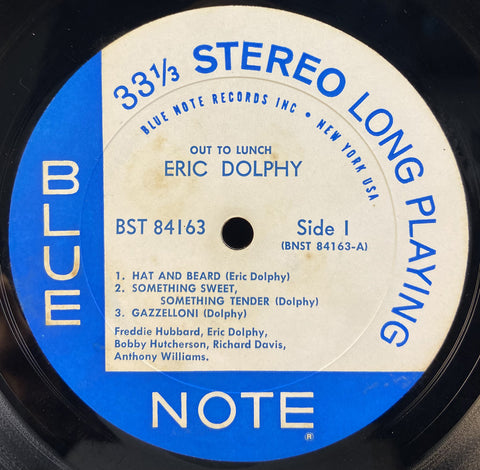 33 1/3 STEREO LONG PLAYING
BLUE NOTE RECORDS INC • NEW YORK USA
OUT TO LUNCH
ERIC DOLPHY
BST 84163
Side 1
(BNST 84163-A)
1. HAT AND BEARD (Eric Dolphy)
2. SOMETHING SWEET,
SOMETHING TENDER (Dolphy)
3. GAZZELLONI (Dolphy)
Freddie Hubbard, Eric Dolphy,
Bobby Hutcherson, Richard Davis,
Anthony Williams.
BLUE
NOTE
®